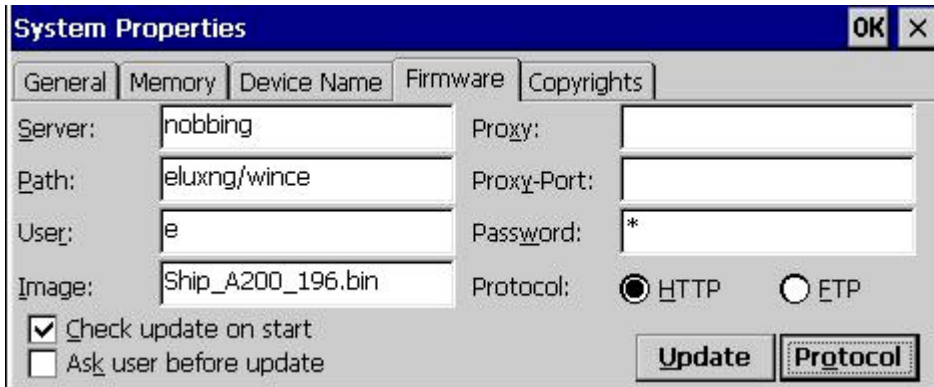 System Properties OK ×
General Memory Device Name Firmware Copyrights
Server: nobbing Proxy:
Path: eluxng/wince Proxy-Port:
User: e Password: *
Image: Ship_A200_196.bin Protocol: HTTP FTP
Check update on start
Ask user before update Update Protocol